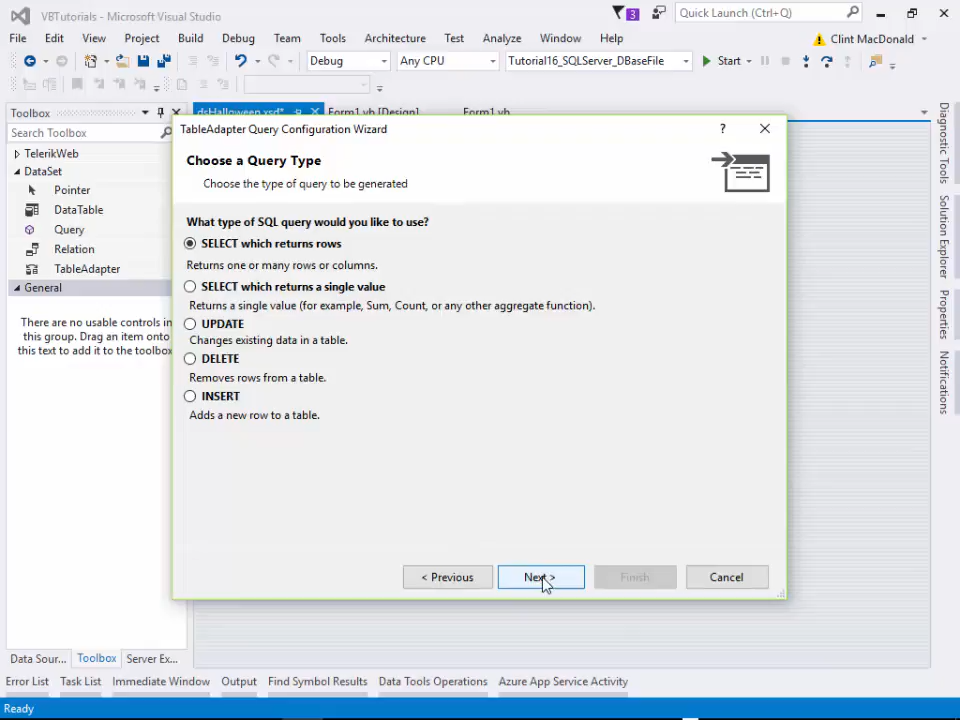 VBTutorials - Microsoft Visual Studio
3
Quick Launch (Ctrl+Q)
File Edit View Project Build Debug Team Tools Architecture Test Analyze Window Help
Clint MacDonald
Debug Any CPU Tutorial16_SQLServer_DBaseFile Start
Toolbox
dsHalloween.xsd* Form1.vb [Design] Form1.vb
Search Toolbox
TelerikWeb
DataSet
Pointer
DataTable
Query
Relation
TableAdapter
General
There are no usable controls in
this group. Drag an item onto
this text to add it to the toolbox
TableAdapter Query Configuration Wizard
?
Choose a Query Type
Choose the type of query to be generated
What type of SQL query would you like to use?
SELECT which returns rows
Returns one or many rows or columns.
SELECT which returns a single value
Returns a single value (for example, Sum, Count, or any other aggregate function).
UPDATE
Changes existing data in a table.
DELETE
Removes rows from a table.
INSERT
Adds a new row to a table.
< Previous Next > Finish Cancel
Diagnostic Tools
Solution Explorer
Properties
Notifications
Data Sour... Toolbox Server Ex...
Error List Task List Immediate Window Output Find Symbol Results Data Tools Operations Azure App Service Activity
Ready